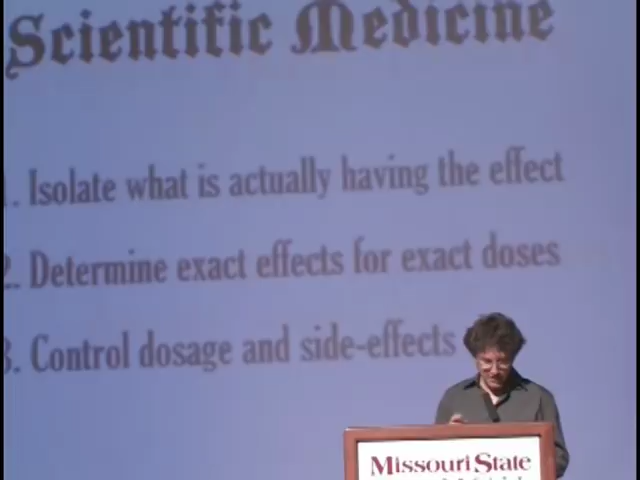 Scientific Medicine
1. Isolate what is actually having the effect
2. Determine exact effects for exact doses
3. Control dosage and side-effects
Missouri State